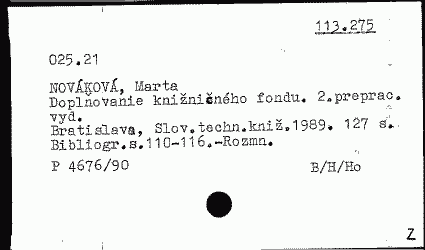 113.275
025.21
NOVÁKOVÁ, Marta
Doplnovanie knižničného fondu. 2.preprac.
vyd.
Bratislava, Slov.techn.kniž.1989. 127 s.
Bibliogr.s.110-116.-Rozmn.
P 4676/90 B/H/Ho
Z